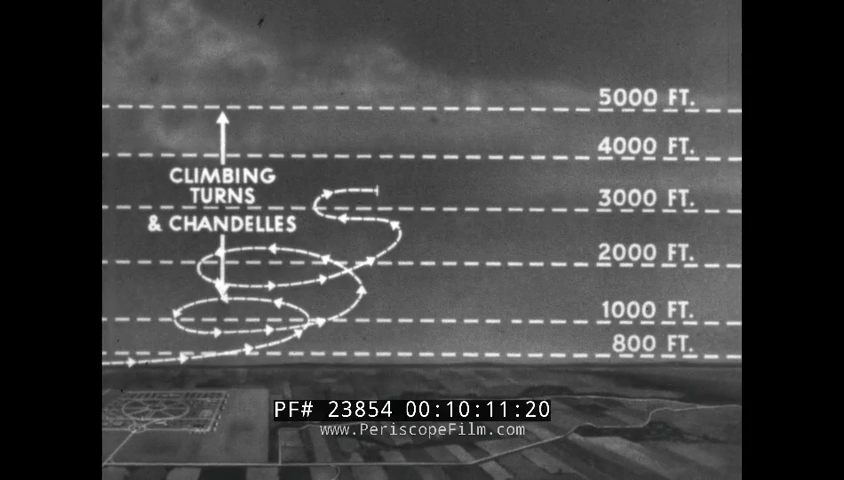 5000 FT.
4000 FT.
CLIMBING
TURNS
& CHANDELLES
3000 FT.
2000 FT.
1000 FT.
800 FT.
PF# 23854 00:10:11:20
www.PeriscopeFilm.com